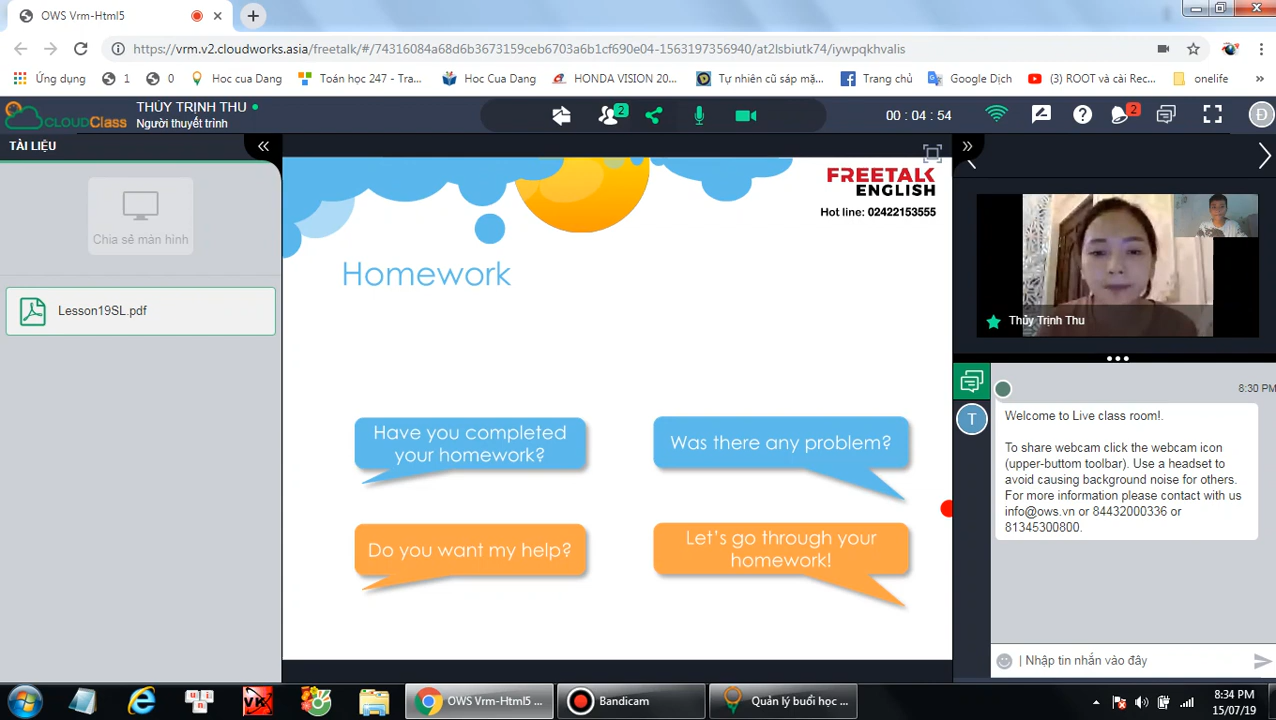 OWS Vrm-Html5
https://vrm.v2.cloudworks.asia/freetalk/#/74316084a68d6b3673159ceb6703a6b1cf690e04-1563197356940/at2lsbiutk74/iywpqkhvalis
Ứng dụng
1
0
Hoc cua Dang
Toán học 247 - Tra...
Học Cua Dang
HONDA VISION 20...
Tự nhiên cũ sáp mặ...
Trang chủ
Google Dịch
(3) ROOT và cài Rec...
onelife
»
CLOUDClass
THỦY TRỊNH THU
Người thuyết trình
2
00 : 04 : 54
2
Đ
TÀI LIỆU
Chia sẻ màn hình
Lesson19SL.pdf
FREETALK
ENGLISH
Hot line: 02422153555
Homework
Have you completed
your homework?
Was there any problem?
Do you want my help?
Let's go through your
homework!
Thủy Trịnh Thu
8:30 PM
T
Welcome to Live class room!.
To share webcam click the webcam icon
(upper-buttom toolbar). Use a headset to
avoid causing background noise for others.
For more information please contact with us
info@ows.vn or 84432000336 or
81345300800.
Nhập tin nhắn vào đây
OWS Vrm-Html5 ...
Bandicam
Quản lý buổi học ...
8:34 PM
15/07/19